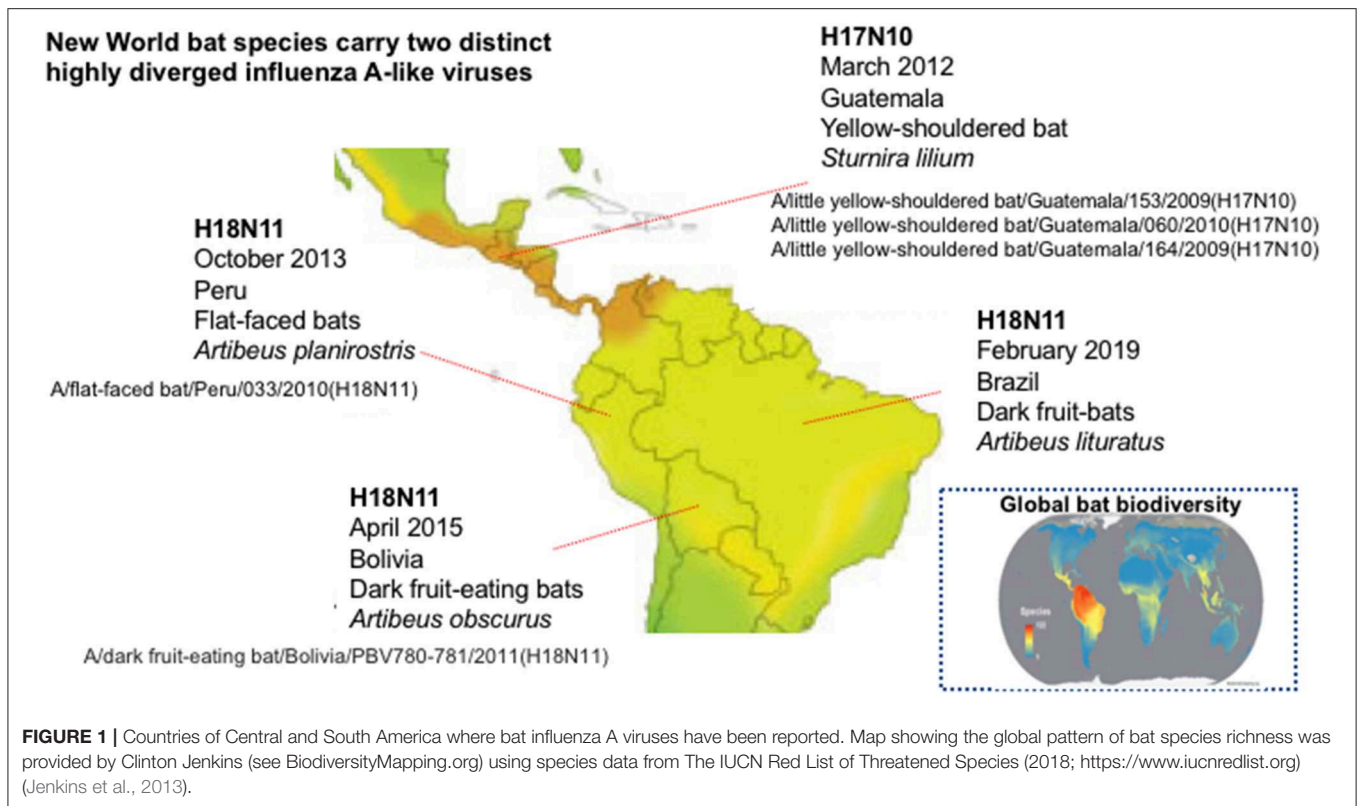 New World bat species carry two distinct
highly diverged influenza A-like viruses
H17N10
March 2012
Guatemala
Yellow-shouldered bat
Sturnira lilium
A/little yellow-shouldered bat/Guatemala/153/2009(H17N10)
A/little yellow-shouldered bat/Guatemala/060/2010(H17N10)
A/little yellow-shouldered bat/Guatemala/164/2009(H17N10)
H18N11
October 2013
Peru
Flat-faced bats
Artibeus planirostris
A/flat-faced bat/Peru/033/2010(H18N11)
H18N11
February 2019
Brazil
Dark fruit-bats
Artibeus lituratus
H18N11
April 2015
Bolivia
Dark fruit-eating bats
Artibeus obscurus
A/dark fruit-eating bat/Bolivia/PBV780-781/2011(H18N11)
Global bat biodiversity
Species
FIGURE 1 | Countries of Central and South America where bat influenza A viruses have been reported. Map showing the global pattern of bat species richness was
provided by Clinton Jenkins (see BiodiversityMapping.org) using species data from The IUCN Red List of Threatened Species (2018; https://www.iucnredlist.org)
(Jenkins et al., 2013).